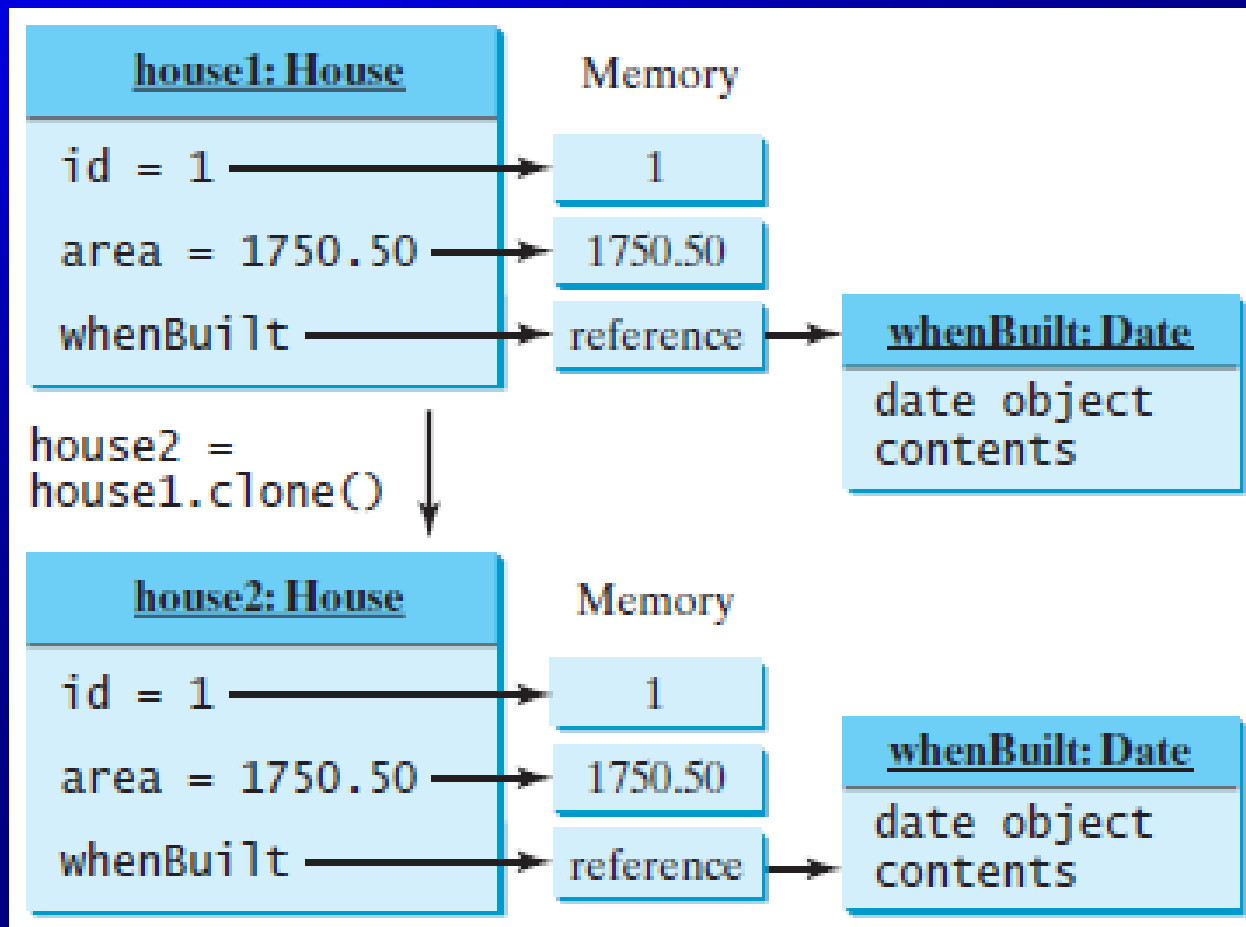 house1: House
Memory
id = 1
1
area = 1750.50
1750.50
whenBuilt
reference
whenBuilt: Date
date object
contents
house2 =
house1.clone()
house2: House
Memory
id = 1
1
area = 1750.50
1750.50
whenBuilt
reference
whenBuilt: Date
date object
contents